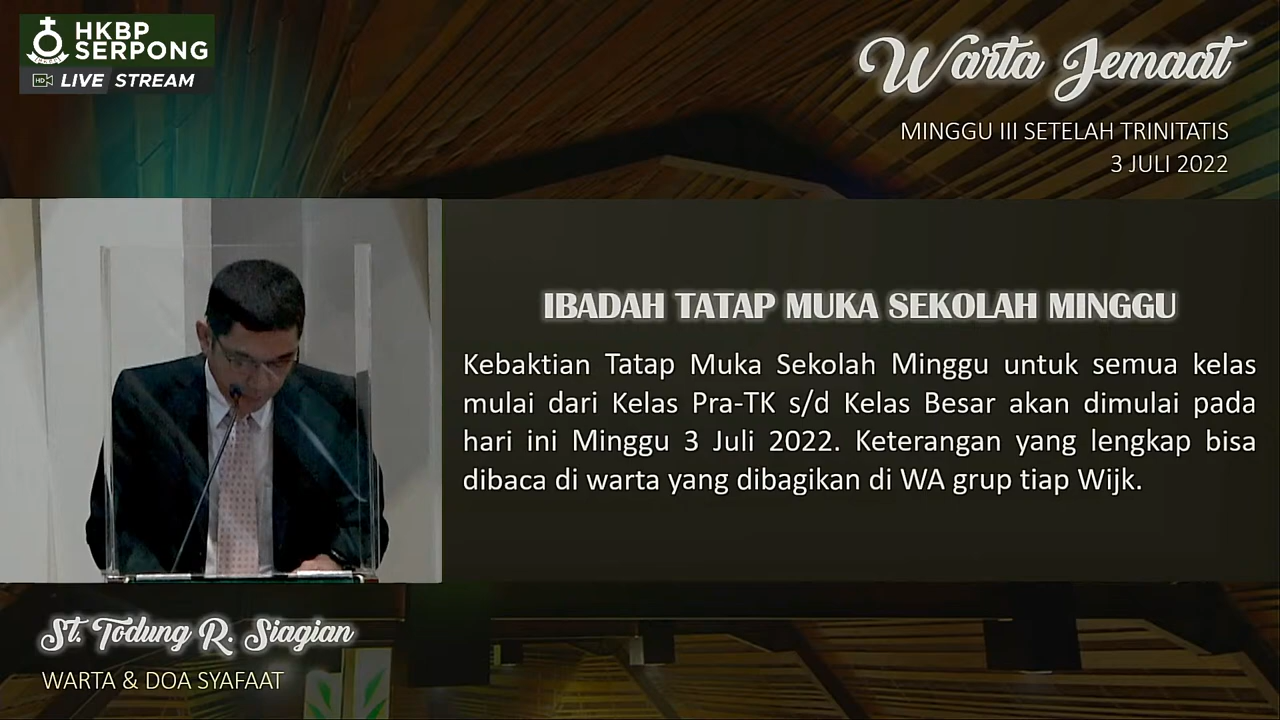 HKBP
SERPONG
HD LIVE STREAM
Warta Jemaat
MINGGU III SETELAH TRINITATIS
3 JULI 2022
IBADAH TATAP MUKA SEKOLAH MINGGU
Kebaktian Tatap Muka Sekolah Minggu untuk semua kelas
mulai dari Kelas Pra-TK s/d Kelas Besar akan dimulai pada
hari ini Minggu 3 Juli 2022. Keterangan yang lengkap bisa
dibaca di warta yang dibagikan di WA grup tiap Wijk.
St. Todung R. Siagian
WARTA & DOA SYAFAAT